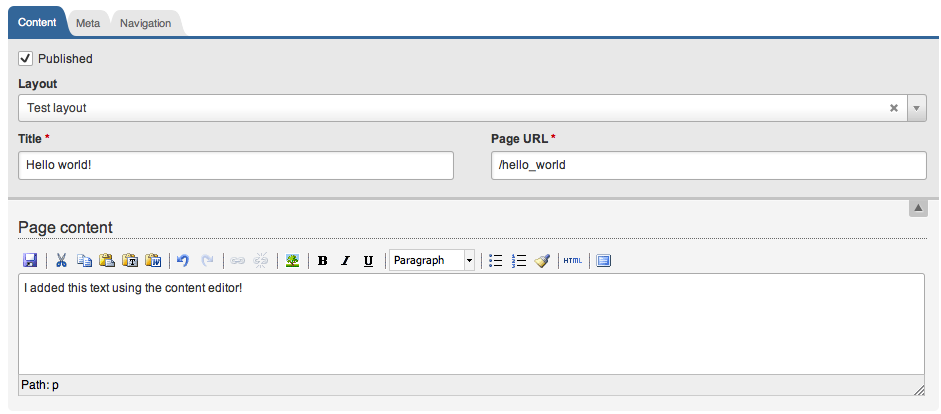 Content Meta Navigation
Published
Layout
Test layout
Title * Page URL *
Hello world! /hello_world
Page content
B I U Paragraph HTML
I added this text using the content editor!
Path: p